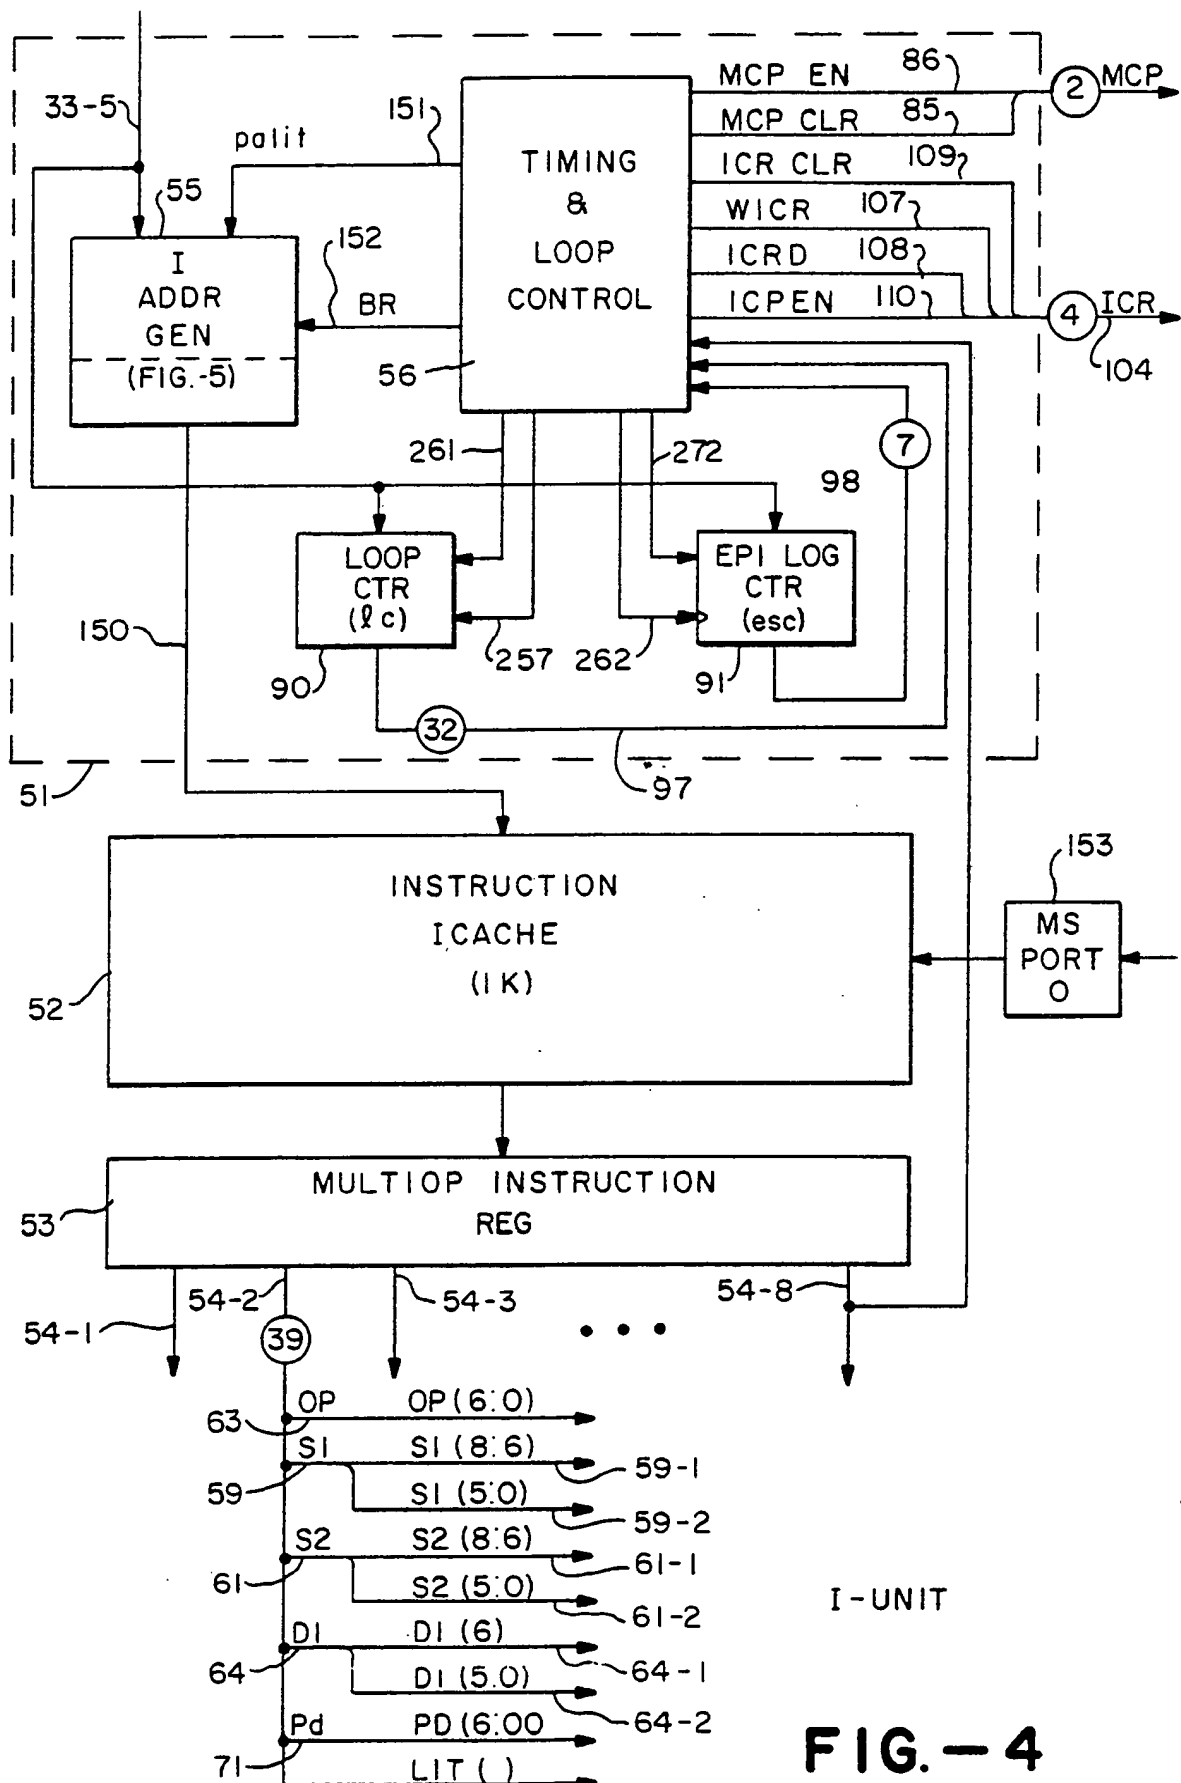 MCP EN
86
2
MCP
33-5
151
palit
MCP CLR
85
TIMING
&
LOOP
CONTROL
ICR CLR
109
55
WICR
107
152
ICRD
108
I
ADDR
GEN
(FIG.-5)
BR
ICPEN
110
4
ICR
104
56
261
272
7
98
LOOP
CTR
(lc)
EPI LOG
CTR
(esc)
150
257
262
90
91
32
51
97
INSTRUCTION
ICACHE
(1K)
153
MS
PORT
0
52
MULTIOP INSTRUCTION
REG
53
54-1
54-2
54-3
54-8
39
• • •
OP
OP (6:0)
63
S1
S1 (8:6)
59
59-1
S1 (5:0)
59-2
S2
S2 (8:6)
61
61-1
S2 (5:0)
61-2
I-UNIT
D1
D1 (6)
64
64-1
D1 (5.0)
64-2
Pd
PD (6:00
71
LIT ( )
FIG.-4